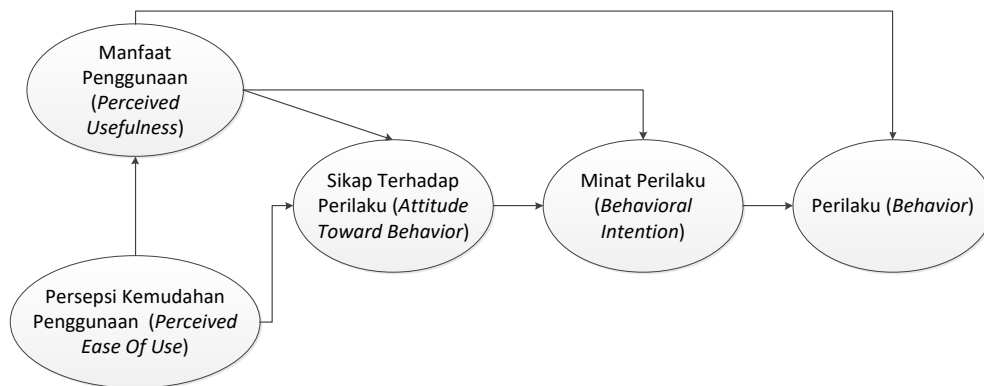 Manfaat
Penggunaan
(Perceived
Usefulness)
Sikap Terhadap
Perilaku (Attitude
Toward Behavior)
Minat Perilaku
(Behavioral
Intention)
Perilaku (Behavior)
Persepsi Kemudahan
Penggunaan (Perceived
Ease Of Use)